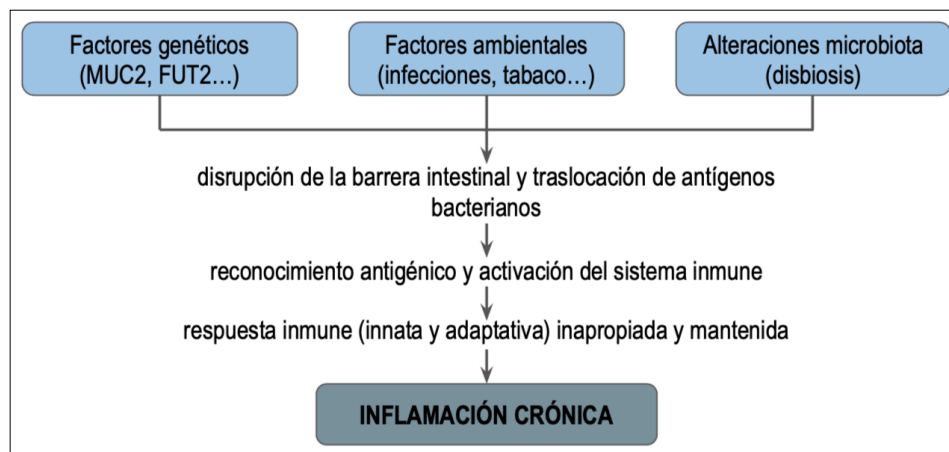 Factores genéticos
(MUC2, FUT2…)
Factores ambientales
(infecciones, tabaco…)
Alteraciones microbiota
(disbiosis)
disrupción de la barrera intestinal y traslocación de antígenos
bacterianos
reconocimiento antigénico y activación del sistema inmune
respuesta inmune (innata y adaptativa) inapropiada y mantenida
INFLAMACIÓN CRÓNICA